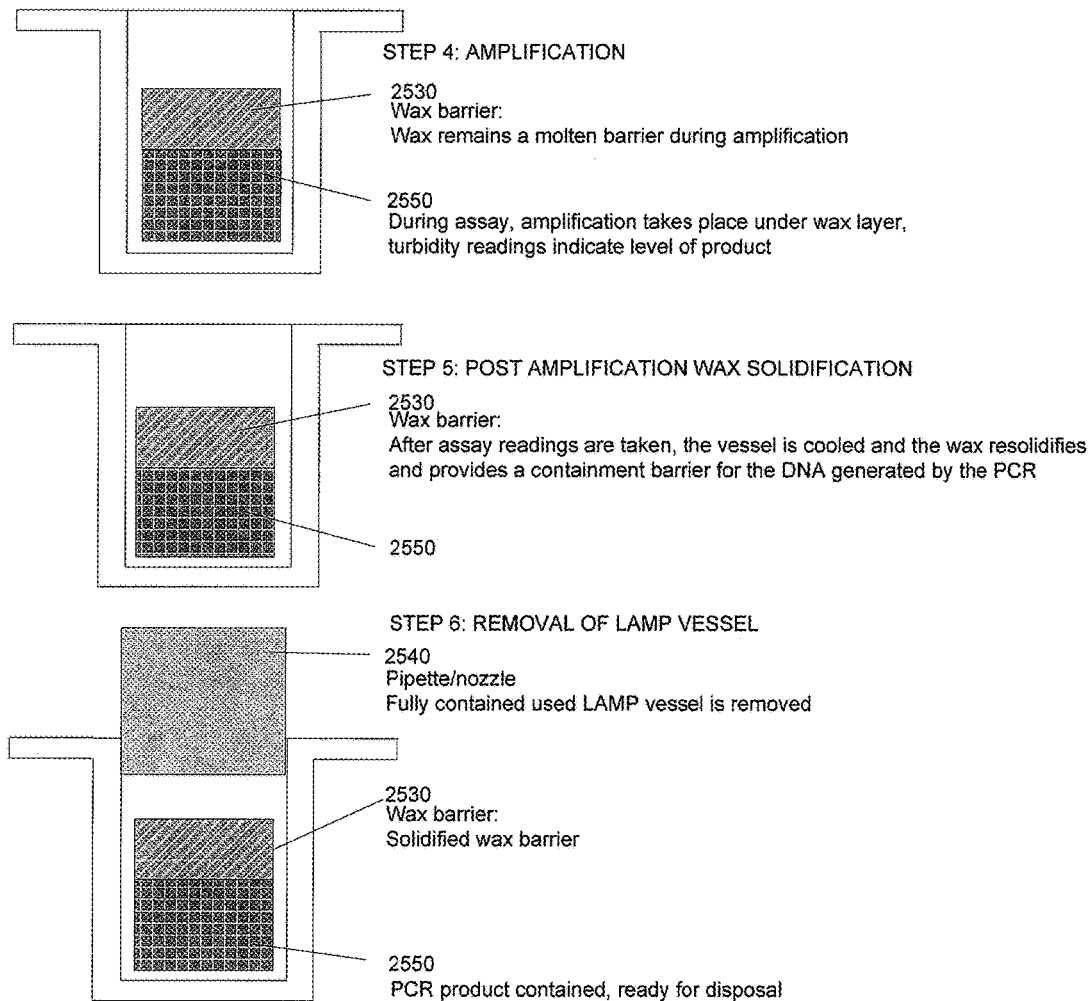 STEP 4: AMPLIFICATION
2530
Wax barrier:
Wax remains a molten barrier during amplification
2550
During assay, amplification takes place under wax layer,
turbidity readings indicate level of product
STEP 5: POST AMPLIFICATION WAX SOLIDIFICATION
2530
Wax barrier:
After assay readings are taken, the vessel is cooled and the wax resolidifies
and provides a containment barrier for the DNA generated by the PCR
2550
STEP 6: REMOVAL OF LAMP VESSEL
2540
Pipette/nozzle
Fully contained used LAMP vessel is removed
2530
Wax barrier:
Solidified wax barrier
2550
PCR product contained, ready for disposal